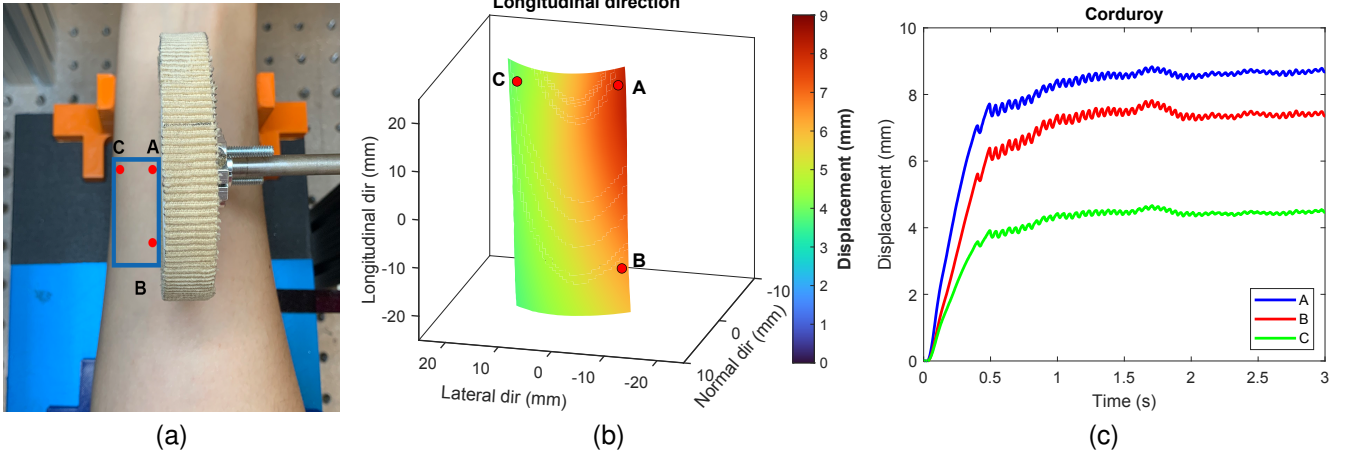 C A
B
(a)
Longitudinal direction
C
A
B
20
10
0
-10
-20
Longitudinal dir (mm)
20
10
0
-10
-20
Lateral dir (mm)
10
0
-10
Normal dir (mm)
9
8
7
6
5
4
3
2
1
0
Displacement (mm)
(b)
Corduroy
10
8
6
4
2
0
Displacement (mm)
0 0.5 1 1.5 2 2.5 3
Time (s)
A
B
C
(c)